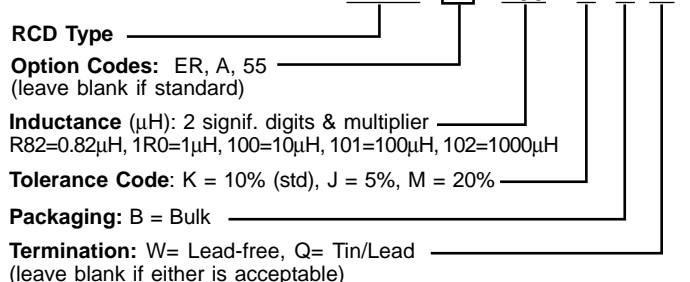 RCD Type
Option Codes: ER, A, 55
(leave blank if standard)
Inductance (µH): 2 signif. digits & multiplier
R82=0.82µH, 1R0=1µH, 100=10µH, 101=100µH, 102=1000µH
Tolerance Code: K = 10% (std), J = 5%, M = 20%
Packaging: B = Bulk
Termination: W= Lead-free, Q= Tin/Lead
(leave blank if either is acceptable)